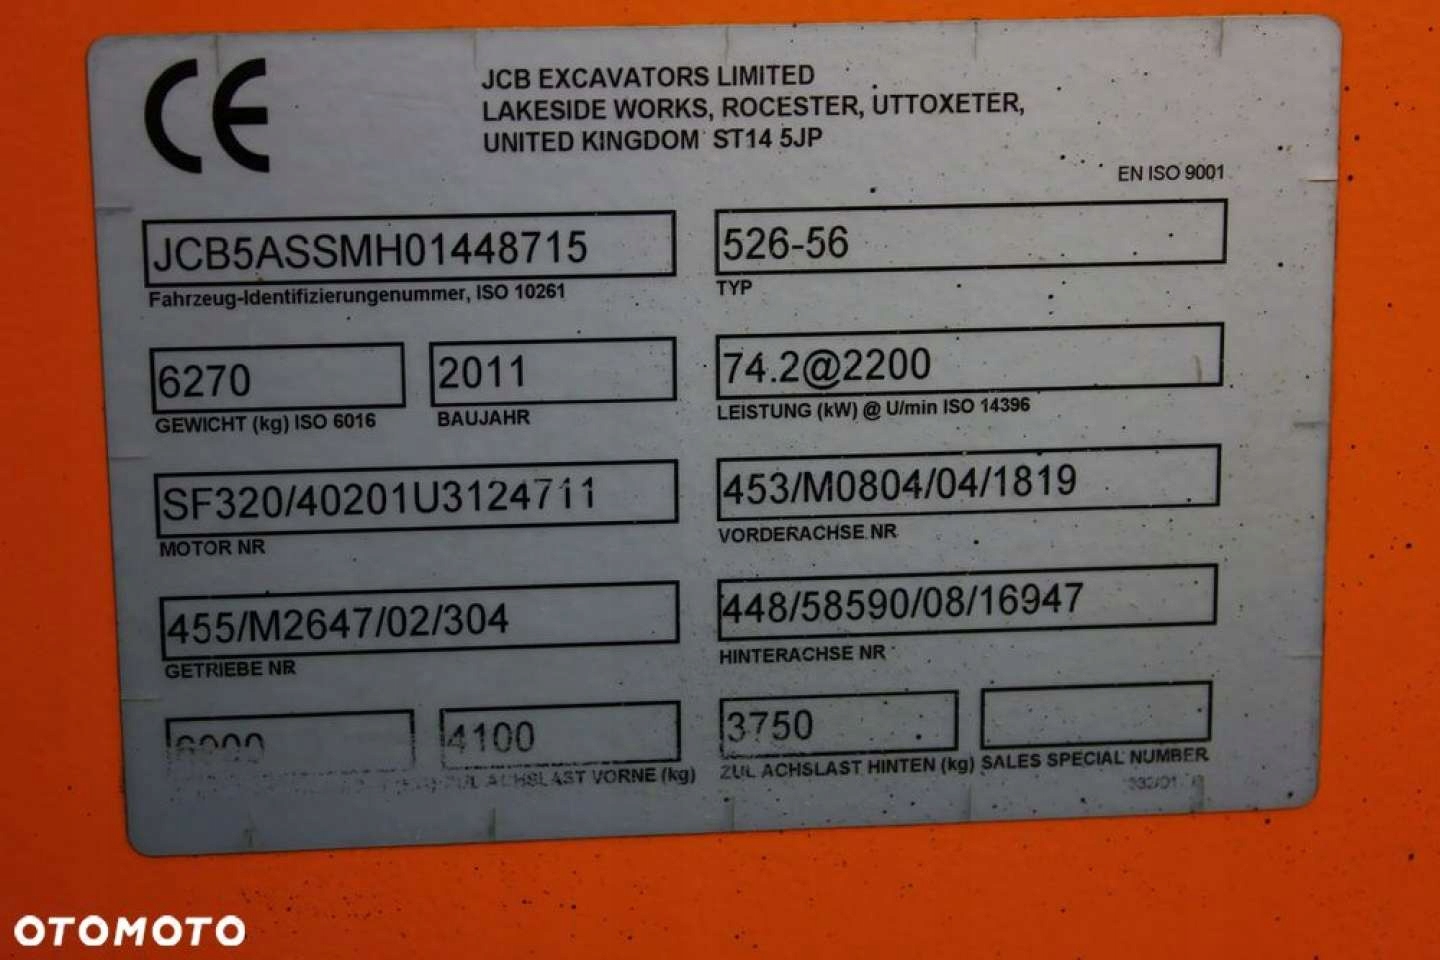 CE
JCB EXCAVATORS LIMITED
LAKESIDE WORKS, ROCESTER, UTTOXETER,
UNITED KINGDOM ST14 5JP
EN ISO 9001
JCB5ASSMH01448715
Fahrzeug-Identifizierungenummer, ISO 10261
526-56
TYP
6270
GEWICHT (kg) ISO 6016
2011
BAUJAHR
74.2@2200
LEISTUNG (kW) @ U/min ISO 14396
SF320/40201U3124711
MOTOR NR
453/M0804/04/1819
VORDERACHSE NR
455/M2647/02/304
GETRIEBE NR
448/58590/08/16947
HINTERACHSE NR
4100
ZUL ACHSLAST VORNE (kg)
3750
ZUL ACHSLAST HINTEN (kg)
SALES SPECIAL NUMBER
OTOMOTO